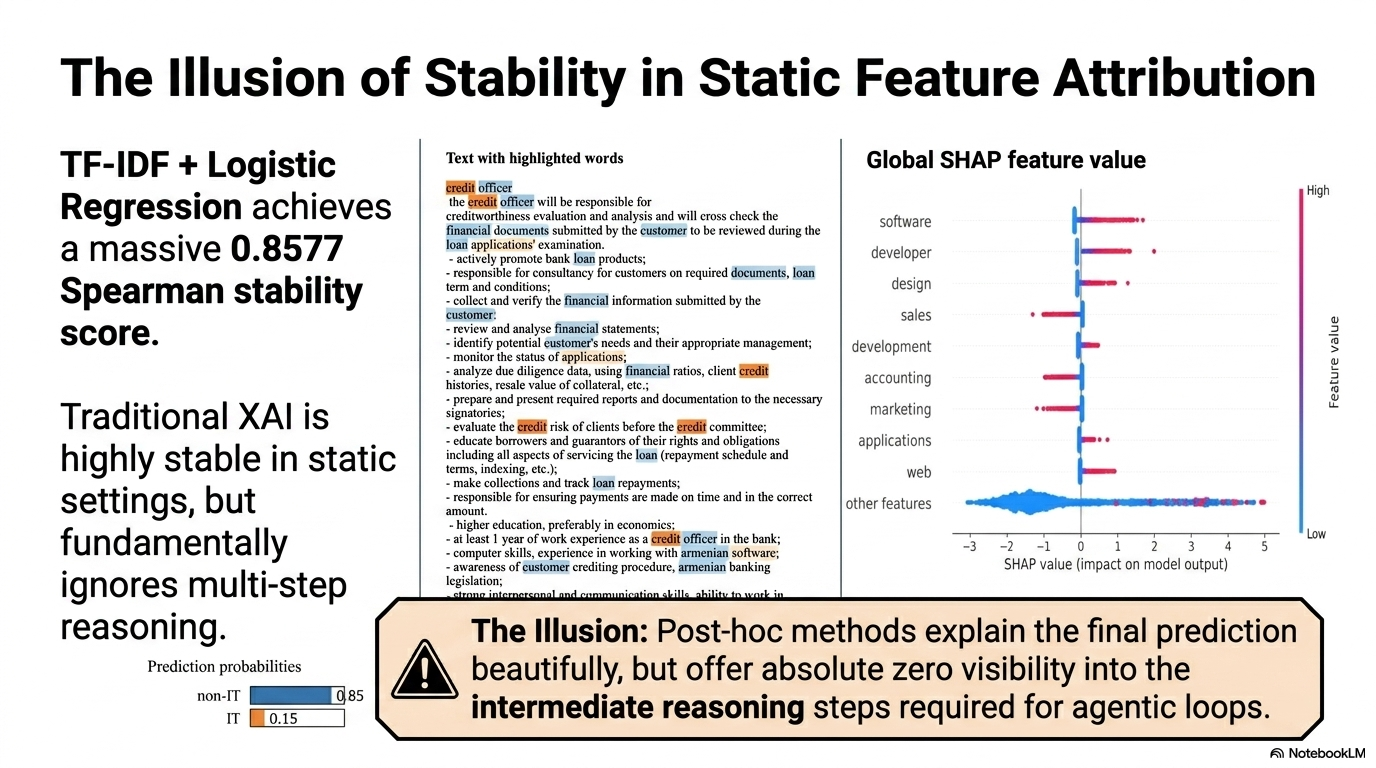 The Illusion of Stability in Static Feature Attribution
TF-IDF + Logistic
Regression achieves
a massive 0.8577
Spearman stability
score.
Traditional XAI is
highly stable in static
settings, but
fundamentally
ignores multi-step
reasoning.
Prediction probabilities
non-IT 0.85
IT 0.15
Text with highlighted words
credit officer
the credit officer will be responsible for
creditworthiness evaluation and analysis and will cross check the
financial documents submitted by the customer to be reviewed during the
loan applications' examination.
- actively promote bank loan products;
- responsible for consultancy for customers on required documents, loan
term and conditions;
- collect and verify the financial information submitted by the
customer:
- review and analyse financial statements;
- identify potential customer's needs and their appropriate management;
- monitor the status of applications;
- analyze due diligence data, using financial ratios, client credit
histories, resale value of collateral, etc.;
- prepare and present required reports and documentation to the necessary
signatories;
- evaluate the credit risk of clients before the credit committee;
- educate borrowers and guarantors of their rights and obligations
including all aspects of servicing the loan (repayment schedule and
terms, indexing, etc.);
- make collections and track loan repayments;
- responsible for ensuring payments are made on time and in the correct
amount.
- higher education, preferably in economics;
- at least 1 year of work experience as a credit officer in the bank;
- computer skills, experience in working with armenian software;
- awareness of customer crediting procedure, armenian banking
legislation;
- strong interpersonal and communication skills, ability to work in
Global SHAP feature value
software
developer
design
sales
development
accounting
marketing
applications
web
other features
−3 −2 −1 0 1 2 3 4 5
SHAP value (impact on model output)
High
Feature value
Low
The Illusion: Post-hoc methods explain the final prediction
beautifully, but offer absolute zero visibility into the
intermediate reasoning steps required for agentic loops.
NotebookLM